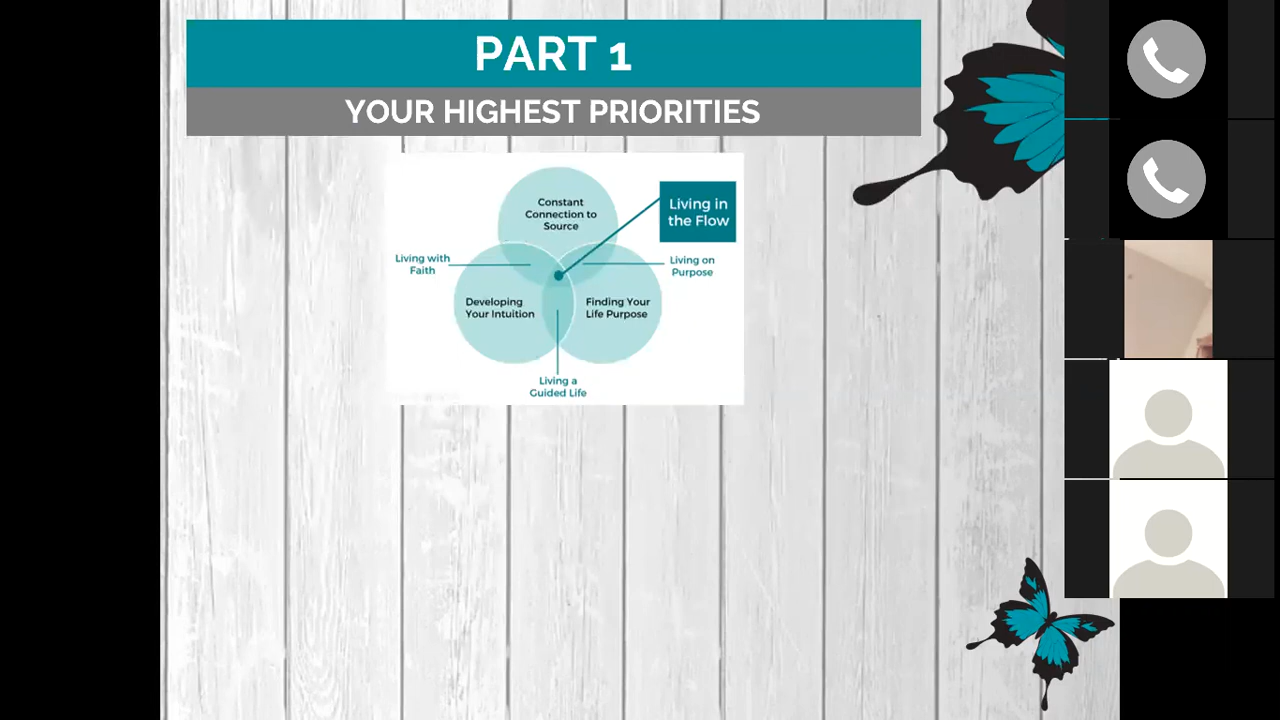 PART 1
YOUR HIGHEST PRIORITIES
Constant
Connection to
Source
Living in
the Flow
Living with
Faith
Living on
Purpose
Developing
Your Intuition
Finding Your
Life Purpose
Living a
Guided Life